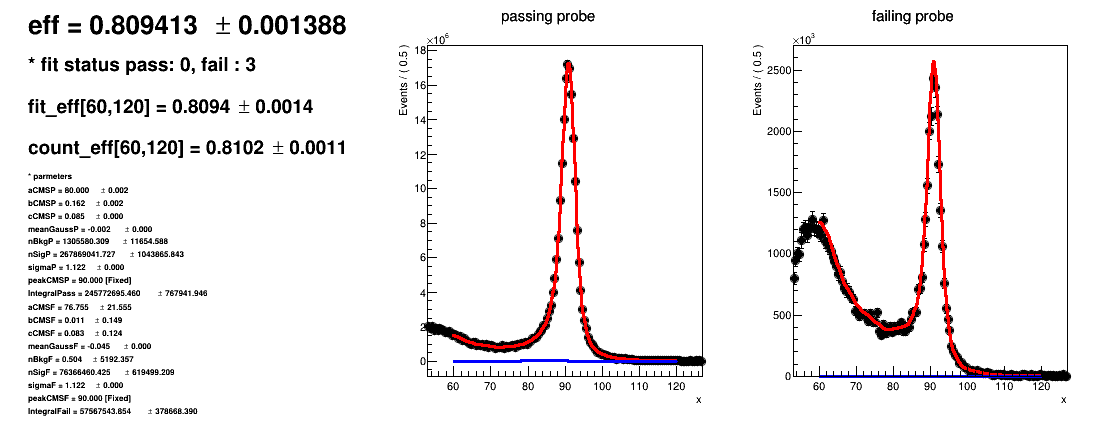 eff = 0.809413 ± 0.001388
* fit status pass: 0, fail : 3
fit_eff[60,120] = 0.8094 ± 0.0014
count_eff[60,120] = 0.8102 ± 0.0011
* parmeters
aCMSP = 80.000 ± 0.002
bCMSP = 0.162 ± 0.002
cCMSP = 0.085 ± 0.000
meanGaussP = -0.002 ± 0.000
nBkgP = 1305580.309 ± 11654.588
nSigP = 267869041.727 ± 1043865.843
sigmaP = 1.122 ± 0.000
peakCMSP = 90.000 [Fixed]
IntegralPass = 245772695.460 ± 767941.946
aCMSF = 76.755 ± 21.555
bCMSF = 0.011 ± 0.149
cCMSF = 0.083 ± 0.124
meanGaussF = -0.045 ± 0.000
nBkgF = 0.504 ± 5192.357
nSigF = 76366460.425 ± 619499.209
sigmaF = 1.122 ± 0.000
peakCMSF = 90.000 [Fixed]
IntegralFail = 57567543.854 ± 378668.390
passing probe
×10⁶
Events / ( 0.5 )
18
16
14
12
10
8
6
4
2
0
60 70 80 90 100 110 120
x
failing probe
×10³
Events / ( 0.5 )
2500
2000
1500
1000
500
0
60 70 80 90 100 110 120
x